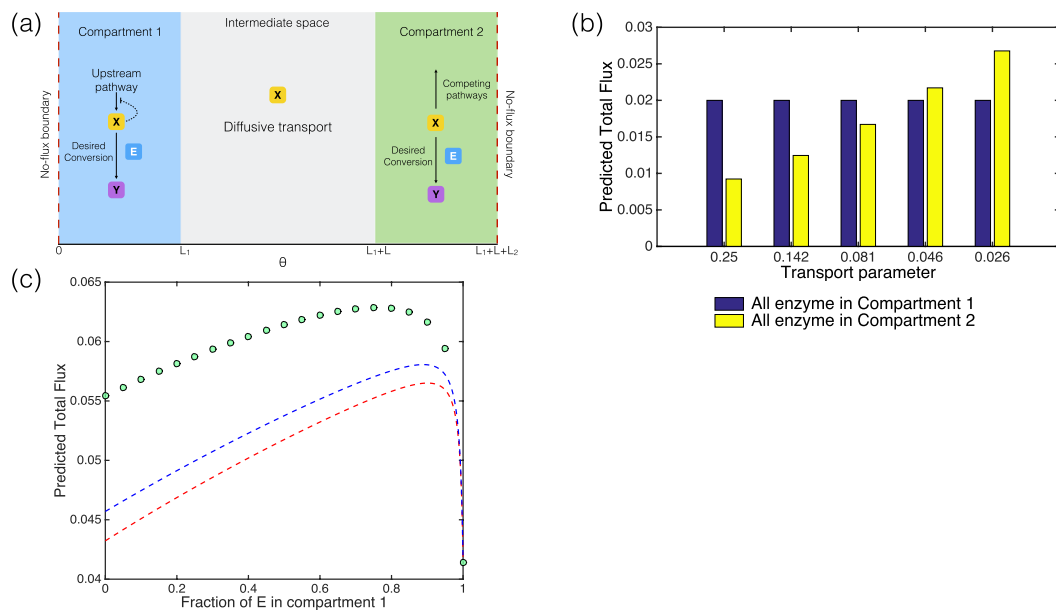 (a)
Compartment 1
Intermediate space
Compartment 2
Upstream
pathway
X
Desired
Conversion
E
Y
X
Diffusive transport
Competing
pathways
X
Desired
Conversion
E
Y
No-flux boundary
No-flux boundary
0
L1
L1+L
L1+L+L2
θ
(b)
Predicted Total Flux
0.03
0.025
0.02
0.015
0.01
0.005
0
0.25
0.142
0.081
0.046
0.026
Transport parameter
All enzyme in Compartment 1
All enzyme in Compartment 2
(c)
Predicted Total Flux
0.065
0.06
0.055
0.05
0.045
0.04
0
0.2
0.4
0.6
0.8
1
Fraction of E in compartment 1